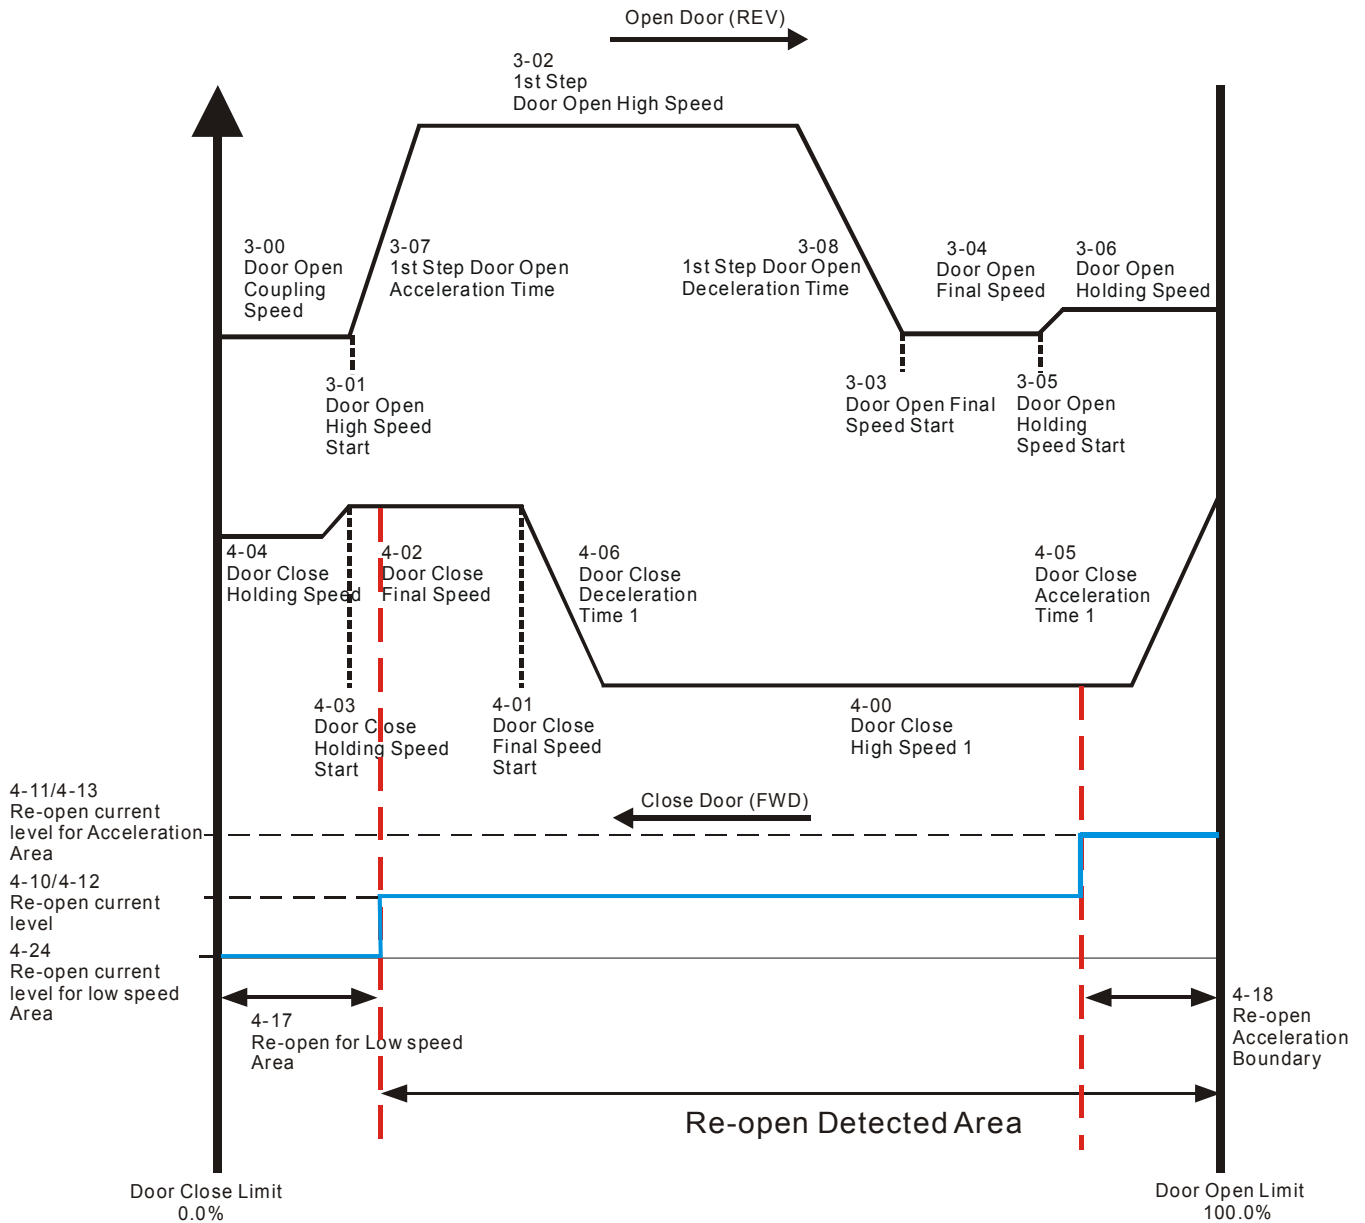 Open Door (REV)
3-02
1st Step
Door Open High Speed
3-00
Door Open
Coupling
Speed
3-07
1st Step Door Open
Acceleration Time
3-08
1st Step Door Open
Deceleration Time
3-04
Door Open
Final Speed
3-06
Door Open
Holding Speed
3-01
Door Open
High Speed
Start
3-03
Door Open Final
Speed Start
3-05
Door Open
Holding
Speed Start
4-04
Door Close
Holding Speed
4-02
Door Close
Final Speed
4-06
Door Close
Deceleration
Time 1
4-05
Door Close
Acceleration
Time 1
4-03
Door Close
Holding Speed
Start
4-01
Door Close
Final Speed
Start
4-00
Door Close
High Speed 1
4-11/4-13
Re-open current
level for Acceleration
Area
Close Door (FWD)
4-10/4-12
Re-open current
level
4-24
Re-open current
level for low speed
Area
4-17
Re-open for Low speed
Area
4-18
Re-open
Acceleration
Boundary
Re-open Detected Area
Door Close Limit
0.0%
Door Open Limit
100.0%